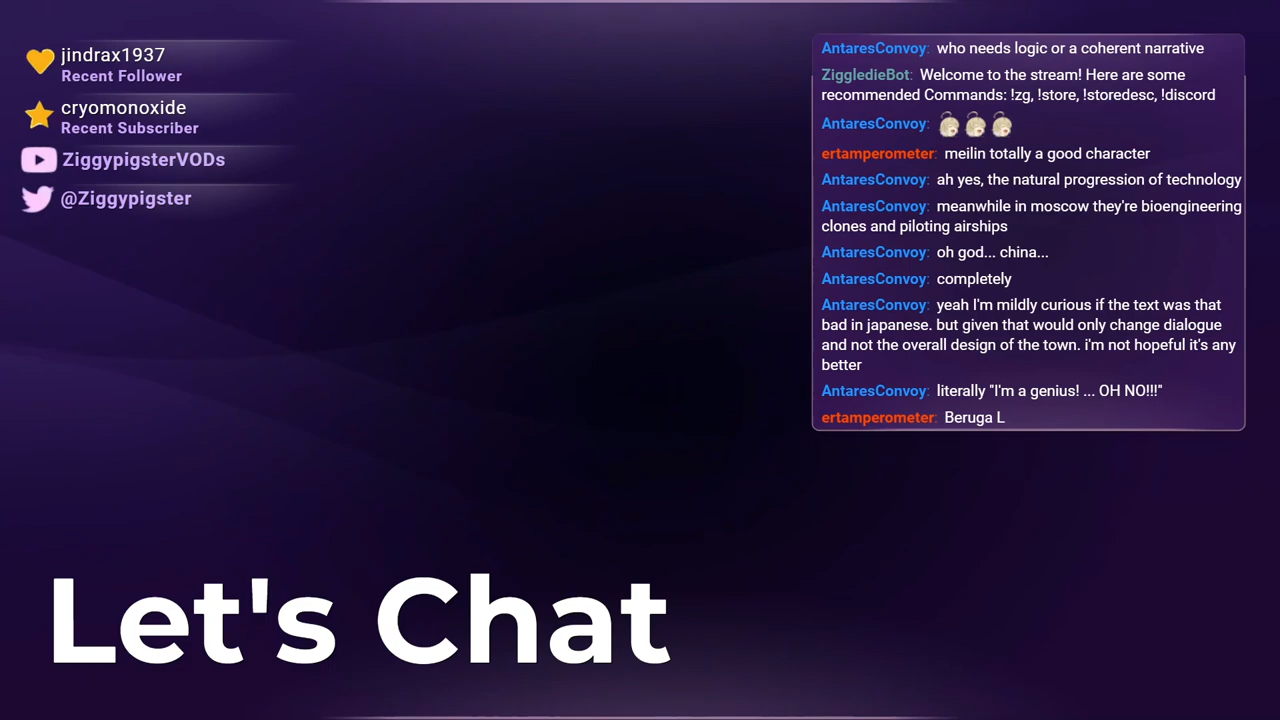 jindrax1937
Recent Follower
cryomonoxide
Recent Subscriber
ZiggypigsterVODs
@Ziggypigster
AntaresConvoy: who needs logic or a coherent narrative
ZiggledieBot: Welcome to the stream! Here are some
recommended Commands: !zg, !store, !storedesc, !discord
AntaresConvoy:
ertamperometer: meilin totally a good character
AntaresConvoy: ah yes, the natural progression of technology
AntaresConvoy: meanwhile in moscow they're bioengineering
clones and piloting airships
AntaresConvoy: oh god... china...
AntaresConvoy: completely
AntaresConvoy: yeah I'm mildly curious if the text was that
bad in japanese. but given that would only change dialogue
and not the overall design of the town. i'm not hopeful it's any
better
AntaresConvoy: literally "I'm a genius! ... OH NO!!!"
ertamperometer: Beruga L
Let's Chat